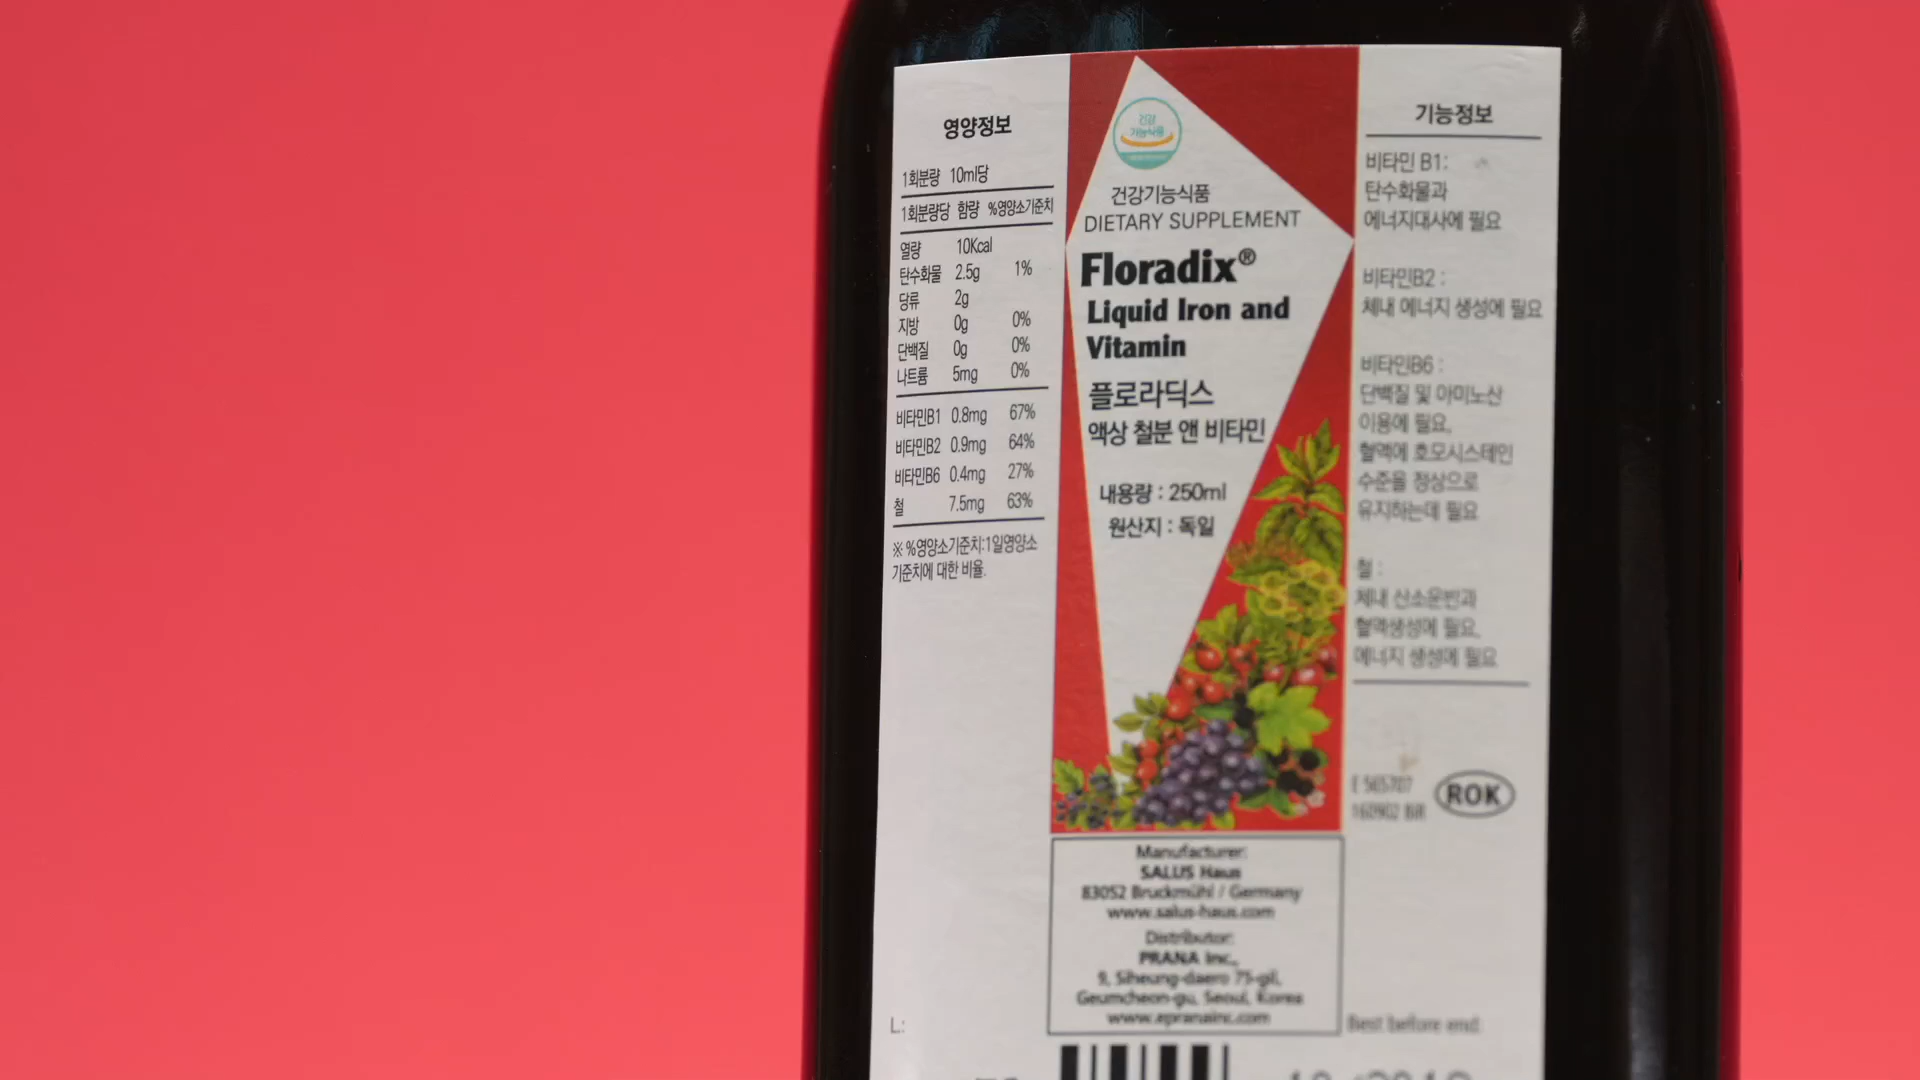 영양정보
1회분량 10ml당
1회분량당 함량 %영양소기준치
열량 10Kcal
탄수화물 2.5g 1%
당류 2g
지방 0g 0%
단백질 0g 0%
나트륨 5mg 0%
비타민B1 0.8mg 67%
비타민B2 0.9mg 64%
비타민B6 0.4mg 27%
철 7.5mg 63%
※ %영양소기준치:1일영양소
기준치에 대한 비율.
L:
건강
기능식품
건강기능식품
DIETARY SUPPLEMENT
Floradix®
Liquid Iron and
Vitamin
플로라딕스
액상 철분 앤 비타민
내용량 : 250ml
원산지 : 독일
Manufacturer:
SALUS Haus
83052 Bruckmühl / Germany
www.salus-haus.com
Distributor:
PRANA Inc.,
9, Siheung-daero 75-gil,
Geumcheon-gu, Seoul, Korea
www.epranainc.com
기능정보
비타민 B1:
탄수화물과
에너지대사에 필요
비타민B2 :
체내 에너지 생성에 필요
비타민B6 :
단백질 및 아미노산
이용에 필요,
혈액에 호모시스테인
수준을 정상으로
유지하는데 필요
철 :
체내 산소운반과
혈액생성에 필요,
에너지 생성에 필요
E 565707
160902 Bill
ROK
Best before end: